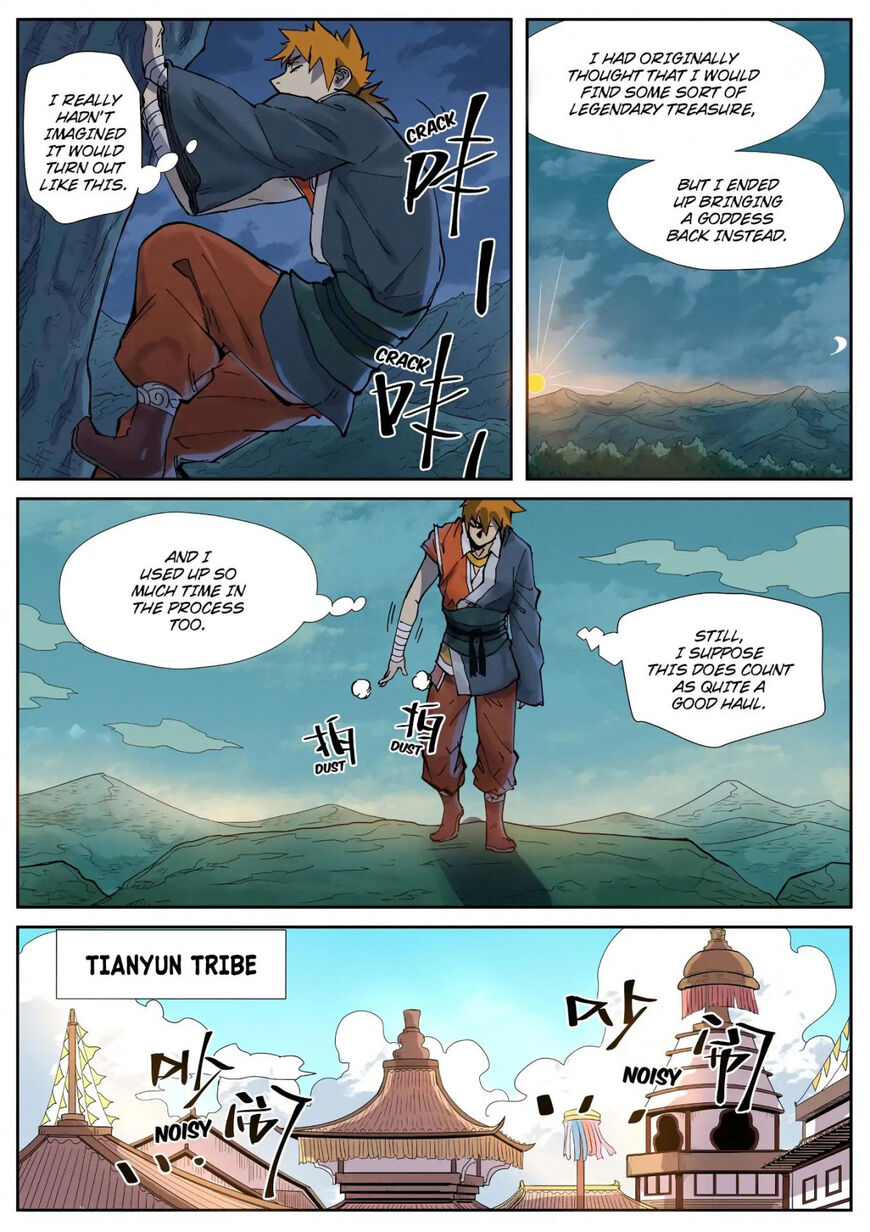 I REALLY
HADN'T
IMAGINED
IT WOULD
TURN OUT
LIKE THIS.
CRACK
咔
CRACK
咔
I HAD ORIGINALLY
THOUGHT THAT I WOULD
FIND SOME SORT OF
LEGENDARY TREASURE,
BUT I ENDED
UP BRINGING
A GODDESS
BACK INSTEAD.
AND I
USED UP SO
MUCH TIME IN
THE PROCESS
TOO.
STILL,
I SUPPOSE
THIS DOES COUNT
AS QUITE A
GOOD HAUL.
拍
DUST
拍
DUST
TIANYUN TRIBE
吵
闹
NOISY
吵
闹
NOISY